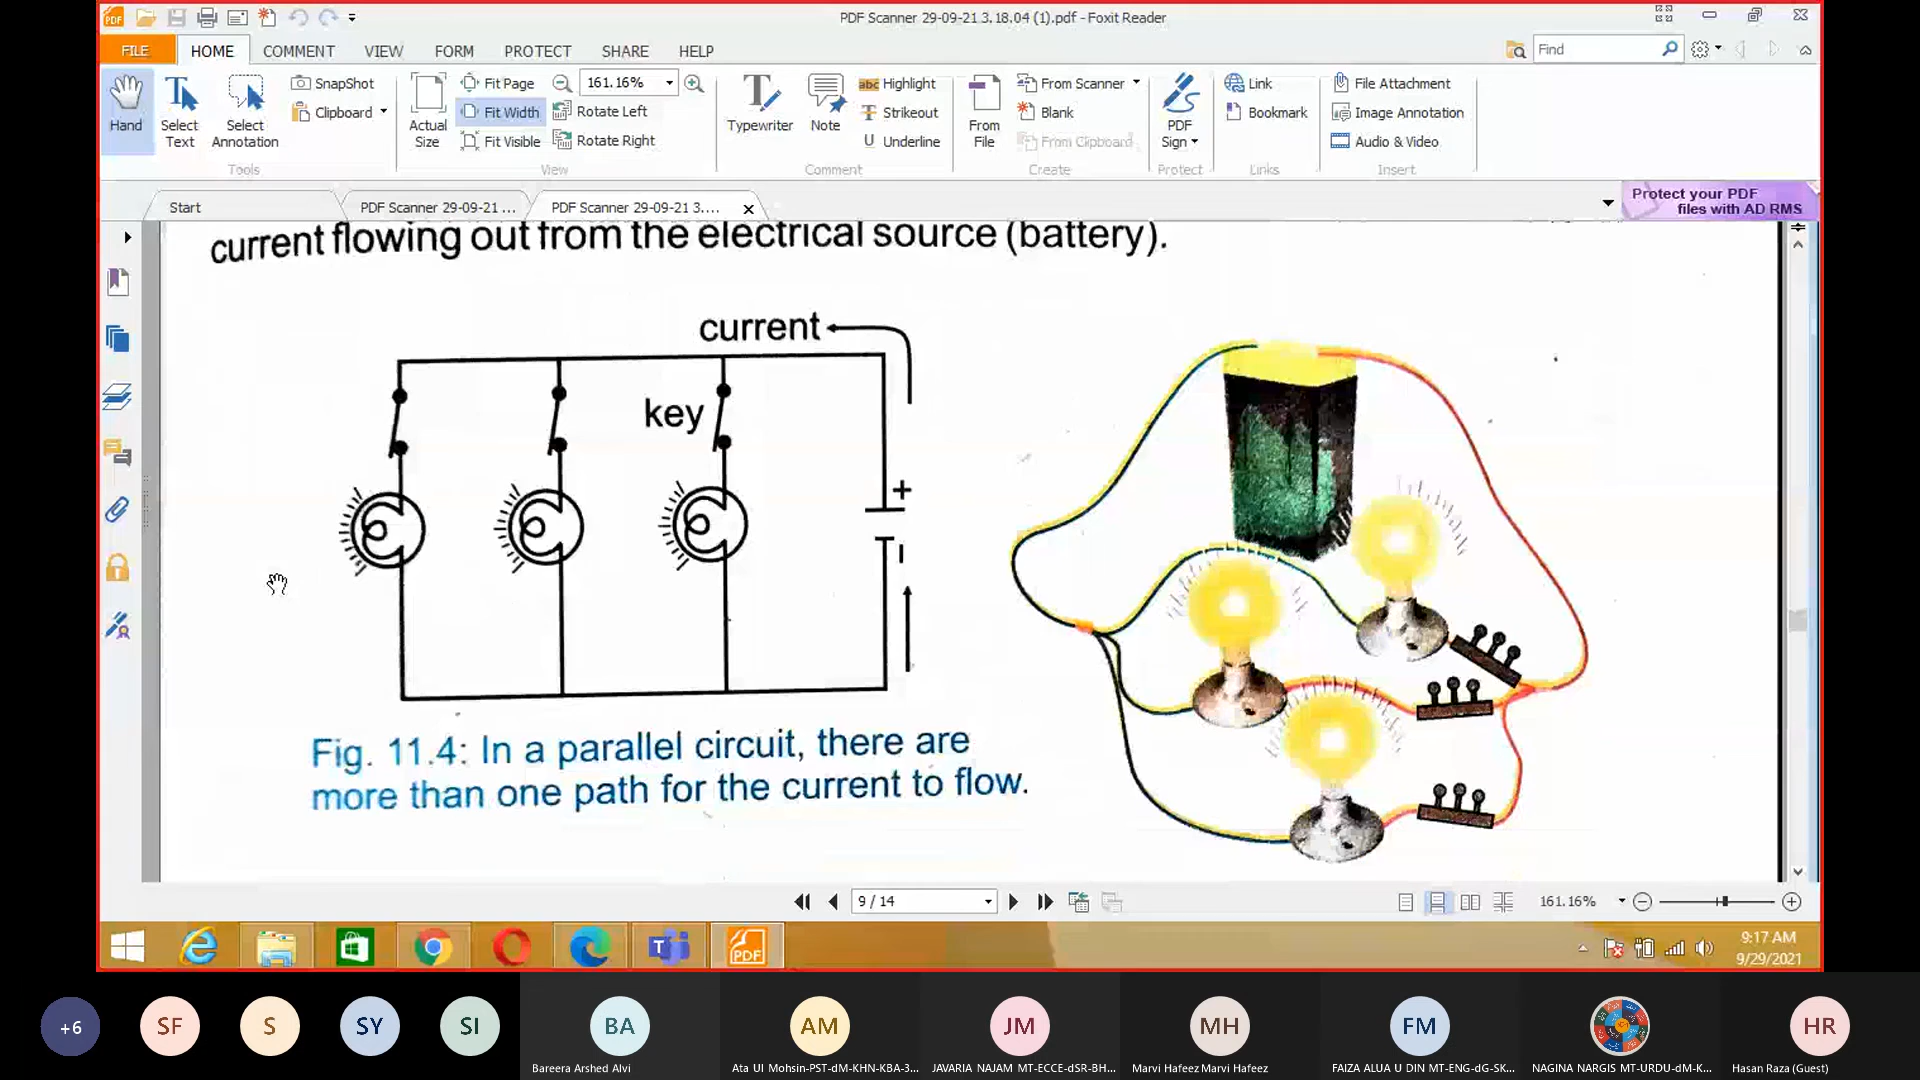 PDF Scanner 29-09-21 3.18.04 (1).pdf - Foxit Reader
FILE HOME COMMENT VIEW FORM PROTECT SHARE HELP
Find
Hand
Select Text
Select Annotation
SnapShot
Clipboard
Tools
Actual Size
Fit Page
Fit Width
Fit Visible
161.16%
Rotate Left
Rotate Right
View
Typewriter
Note
abc Highlight
Strikeout
Underline
Comment
From File
From Scanner
Blank
From Clipboard
Create
PDF Sign
Protect
Link
Bookmark
Links
File Attachment
Image Annotation
Audio & Video
Insert
Start
PDF Scanner 29-09-21 ...
PDF Scanner 29-09-21 3....
Protect your PDF
files with AD RMS
current flowing out from the electrical source (battery).
current
key
+
Fig. 11.4: In a parallel circuit, there are
more than one path for the current to flow.
9 / 14
161.16%
PDF
9:17 AM
9/29/2021
+6
SF
S
SY
SI
BA
AM
JM
MH
FM
HR
Bareera Arshed Alvi
Ata Ul Mohsin-PST-dM-KHN-KBA-3...
JAVARIA NAJAM MT-ECCE-dSR-BH...
Marvi Hafeez Marvi Hafeez
FAIZA ALUA U DIN MT-ENG-dG-SK...
NAGINA NARGIS MT-URDU-dM-K...
Hasan Raza (Guest)